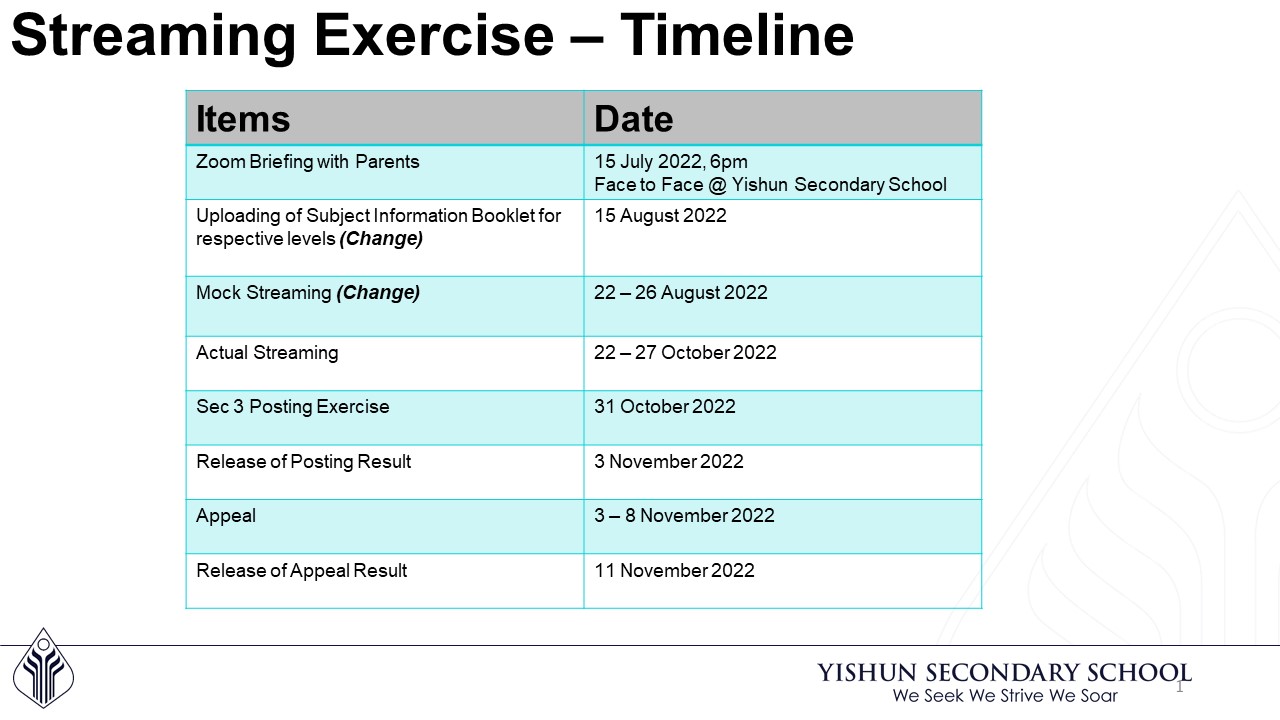 Streaming Exercise – Timeline
Items
Date
Zoom Briefing with Parents
15 July 2022, 6pm
Face to Face @ Yishun Secondary School
Uploading of Subject Information Booklet for
respective levels (Change)
15 August 2022
Mock Streaming (Change)
22 – 26 August 2022
Actual Streaming
22 – 27 October 2022
Sec 3 Posting Exercise
31 October 2022
Release of Posting Result
3 November 2022
Appeal
3 – 8 November 2022
Release of Appeal Result
11 November 2022
YISHUN SECONDARY SCHOOL
We Seek We Strive We Soar
1